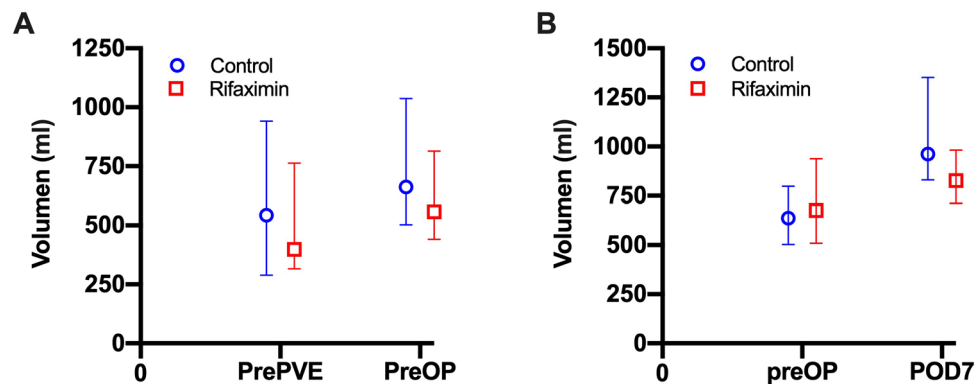 A
Volumen (ml)
1250
1000
750
500
250
0
Control
Rifaximin
0
PrePVE
PreOP
B
Volumen (ml)
1500
1250
1000
750
500
250
0
Control
Rifaximin
0
preOP
POD7